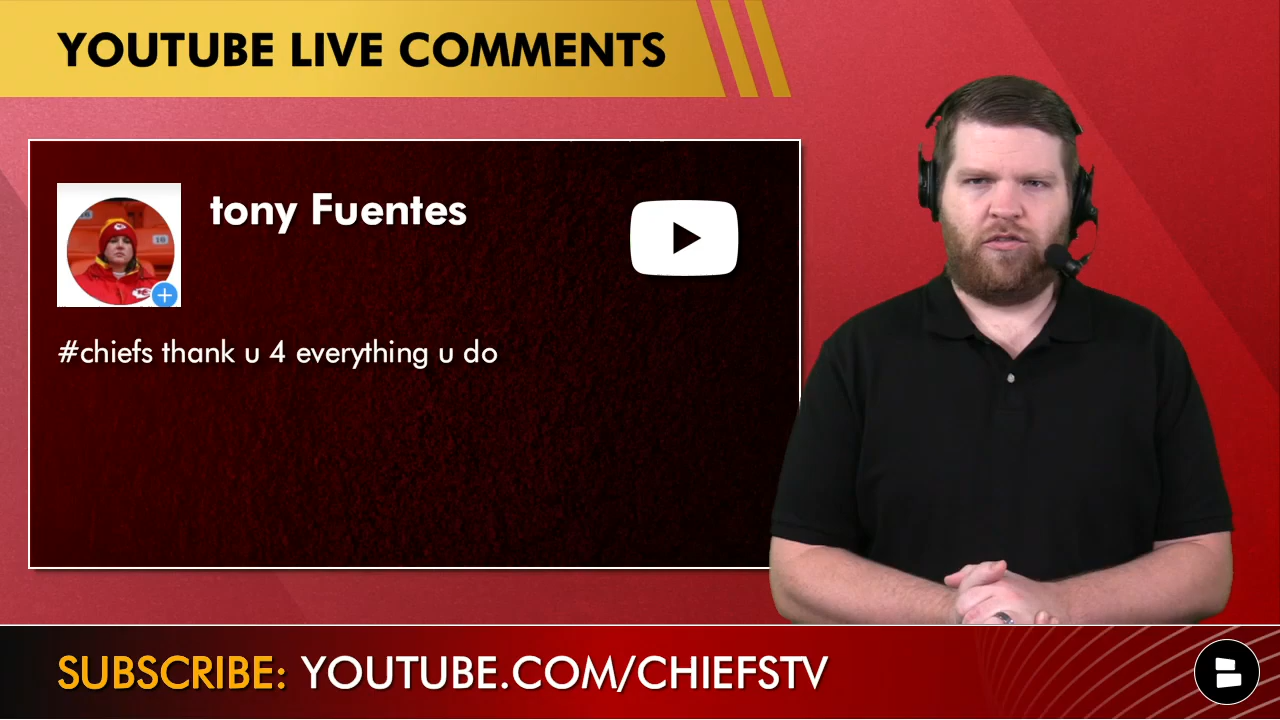 YOUTUBE LIVE COMMENTS
tony Fuentes
#chiefs thank u 4 everything u do
SUBSCRIBE: YOUTUBE.COM/CHIEFSTV